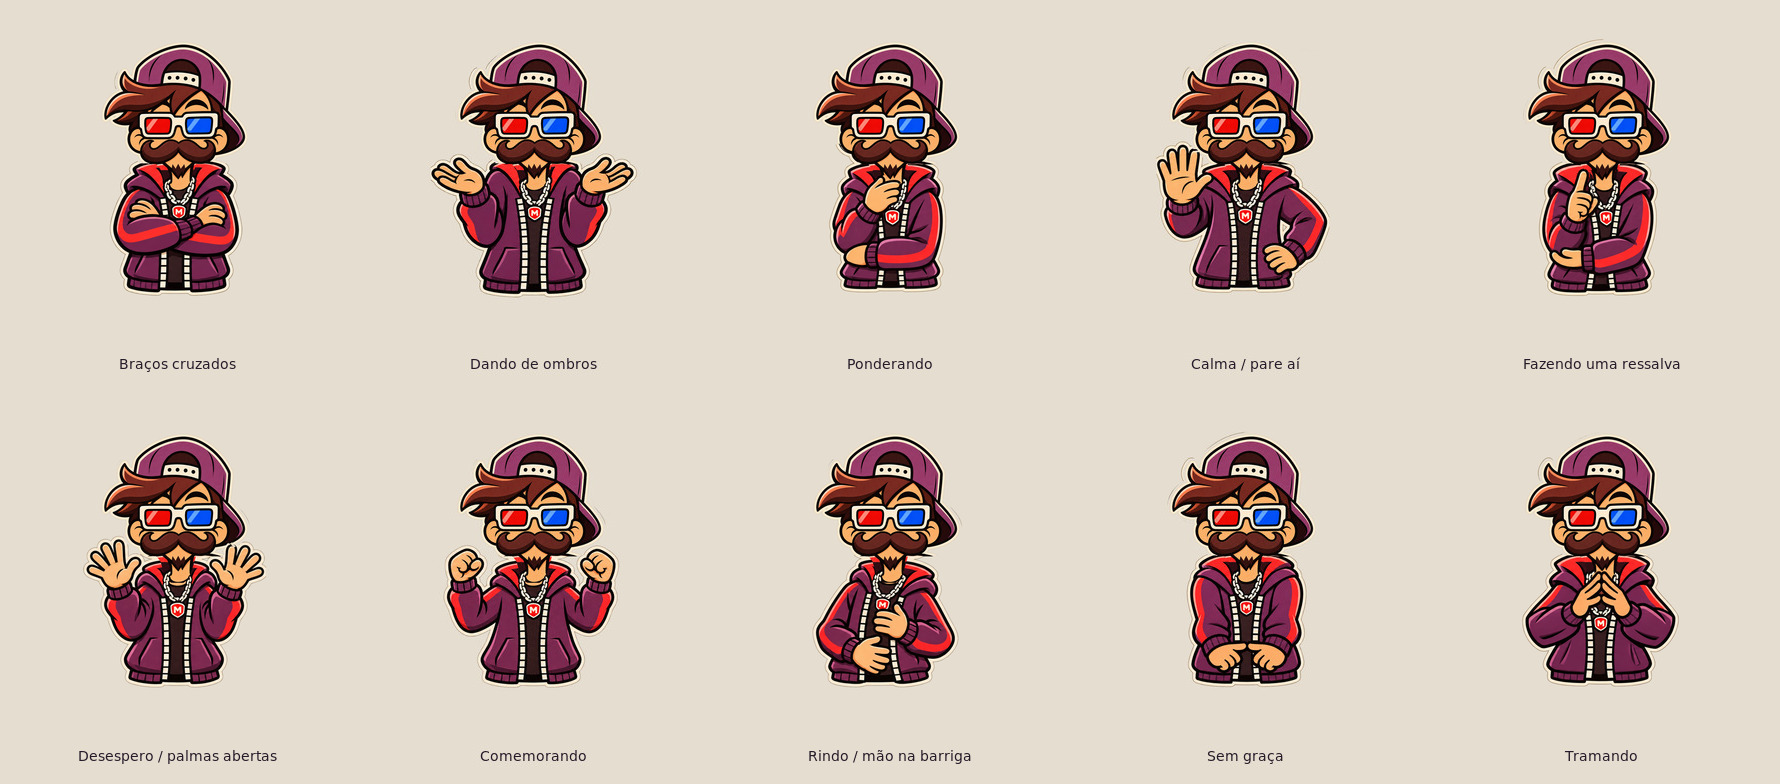 Braços cruzados
Dando de ombros
Ponderando
Calma / pare aí
Fazendo uma ressalva
M
M
M
M
M
Desespero / palmas abertas
Comemorando
Rindo / mão na barriga
Sem graça
Tramando
M
M
M
M
M